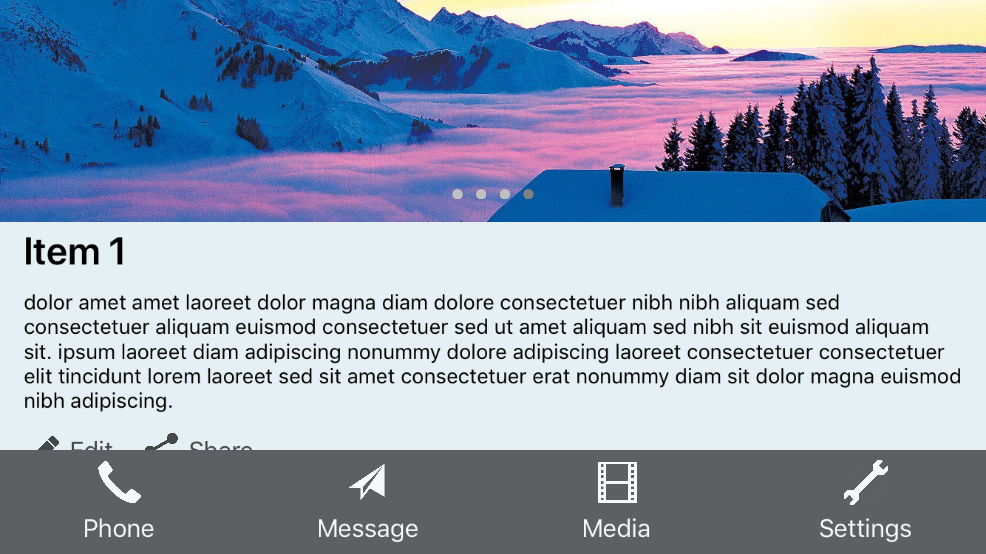 Item 1
dolor amet amet laoreet dolor magna diam dolore consectetuer nibh nibh aliquam sed
consectetuer aliquam euismod consectetuer sed ut amet aliquam sed nibh sit euismod aliquam
sit. ipsum laoreet diam adipiscing nonummy dolore adipiscing laoreet consectetuer consectetuer
elit tincidunt lorem laoreet sed sit amet consectetuer erat nonummy diam sit dolor magna euismod
nibh adipiscing.
Edit Share
Phone Message Media Settings